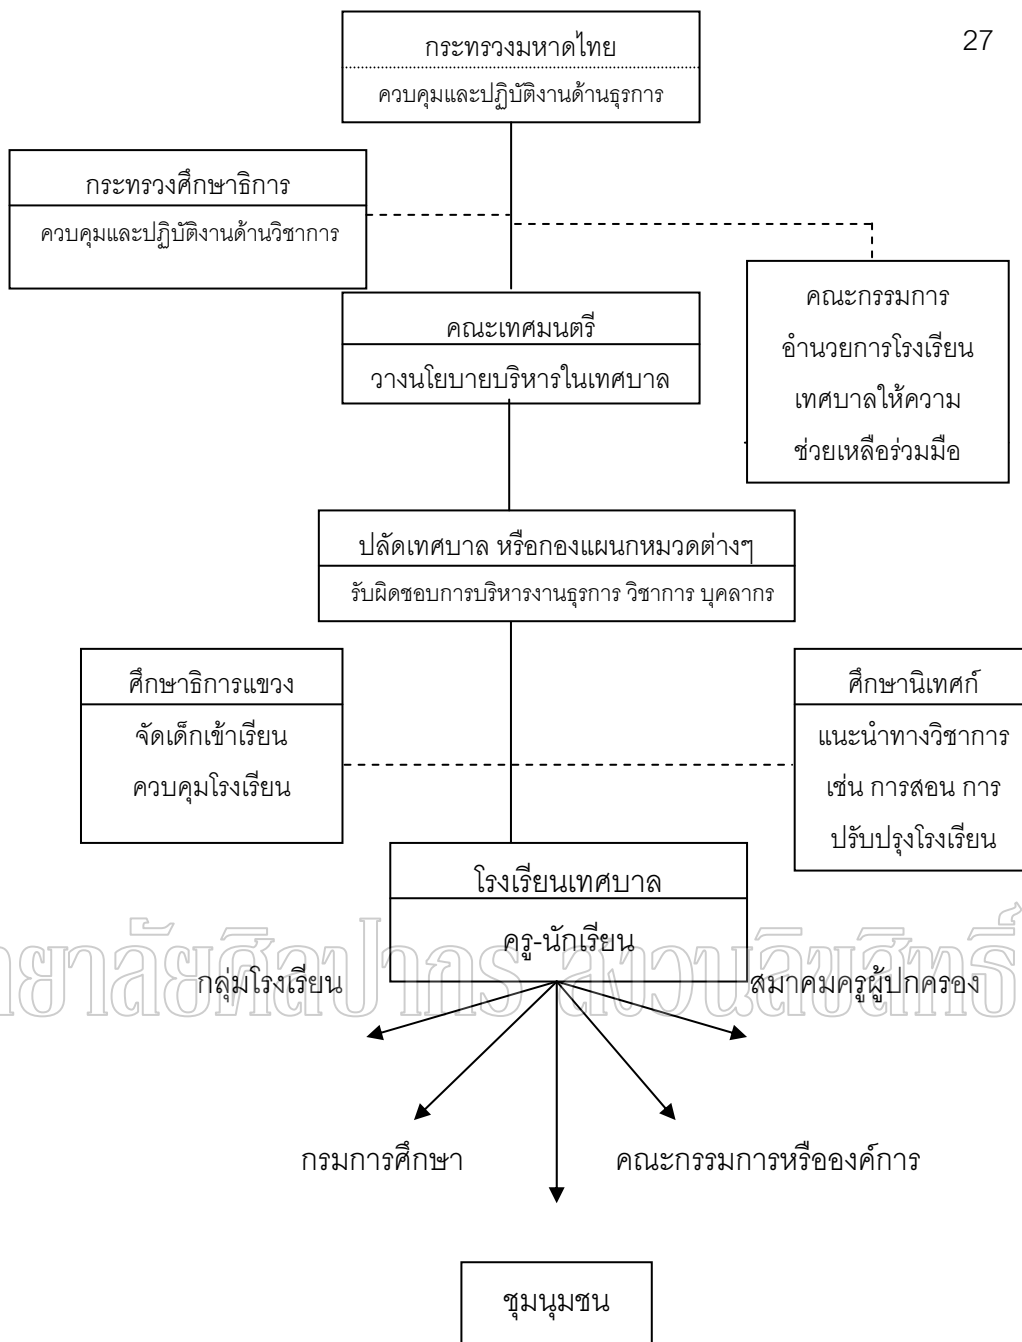 27
กระทรวงมหาดไทย
ควบคุมและปฏิบัติงานด้านธุรการ
กระทรวงศึกษาธิการ
ควบคุมและปฏิบัติงานด้านวิชาการ
คณะกรรมการ
อำนวยการโรงเรียน
เทศบาลให้ความ
ช่วยเหลือร่วมมือ
คณะเทศมนตรี
วางนโยบายบริหารในเทศบาล
ปลัดเทศบาล หรือกองแผนกหมวดต่างๆ
รับผิดชอบการบริหารงานธุรการ วิชาการ บุคลากร
ศึกษาธิการแขวง
จัดเด็กเข้าเรียน
ควบคุมโรงเรียน
ศึกษานิเทศก์
แนะนำทางวิชาการ
เช่น การสอน การ
ปรับปรุงโรงเรียน
โรงเรียนเทศบาล
ครู-นักเรียน
ยาลัยศิลปากร สงวนลิขสิทธิ์
กลุ่มโรงเรียน
สมาคมครูผู้ปกครอง
กรมการศึกษา
คณะกรรมการหรือองค์การ
ชุมนุมชน